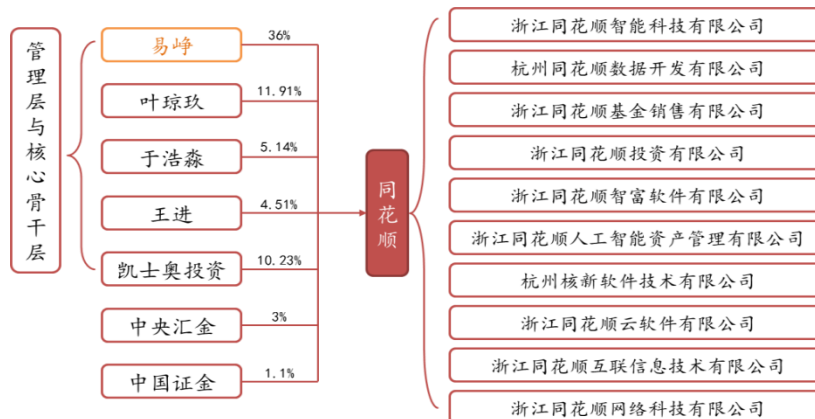 管理层与核心骨干层
易峥
36%
叶琼玖
11.91%
于浩淼
5.14%
王进
4.51%
凯士奥投资
10.23%
中央汇金
3%
中国证金
1.1%
同花顺
浙江同花顺智能科技有限公司
杭州同花顺数据开发有限公司
浙江同花顺基金销售有限公司
浙江同花顺投资有限公司
浙江同花顺智富软件有限公司
浙江同花顺人工智能资产管理有限公司
杭州核新软件技术有限公司
浙江同花顺云软件有限公司
浙江同花顺互联信息技术有限公司
浙江同花顺网络科技有限公司